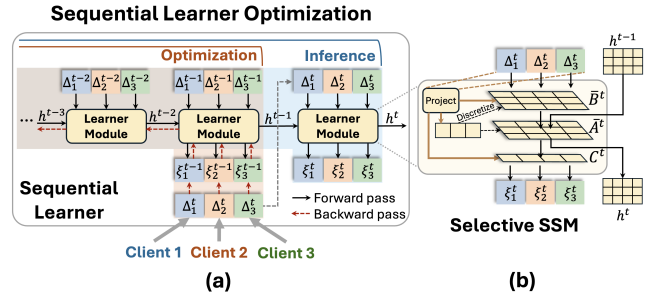 Sequential Learner Optimization
Optimization
Inference
Δ₁ᵗ⁻² Δ₂ᵗ⁻² Δ₃ᵗ⁻²
Δ₁ᵗ⁻¹ Δ₂ᵗ⁻¹ Δ₃ᵗ⁻¹
Δ₁ᵗ Δ₂ᵗ Δ₃ᵗ
... hᵗ⁻³
Learner
Module
hᵗ⁻²
Learner
Module
hᵗ⁻¹
Learner
Module
hᵗ
ξ₁ᵗ⁻¹ ξ₂ᵗ⁻¹ ξ₃ᵗ⁻¹
ξ₁ᵗ ξ₂ᵗ ξ₃ᵗ
Sequential
Learner
Δ₁ᵗ Δ₂ᵗ Δ₃ᵗ
Forward pass
Backward pass
Client 1 Client 2 Client 3
(a)
hᵗ⁻¹
Δ₁ᵗ Δ₂ᵗ Δ₃ᵗ
Project
Discretize
B̄ᵗ
Āᵗ
Cᵗ
ξ₁ᵗ ξ₂ᵗ ξ₃ᵗ
hᵗ
Selective SSM
(b)